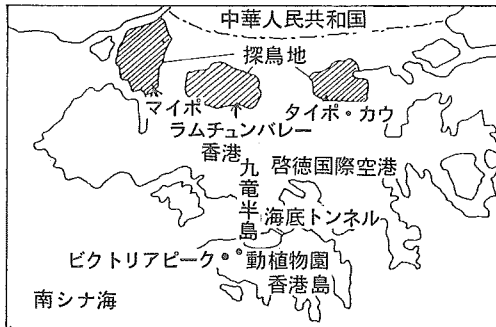 中華人民共和国
探鳥地
マイポ
タイポ・カウ
ラムチュンバレー
香港
九竜半島
啓徳国際空港
海底トンネル
ビクトリアピーク
動植物園
香港島
南シナ海